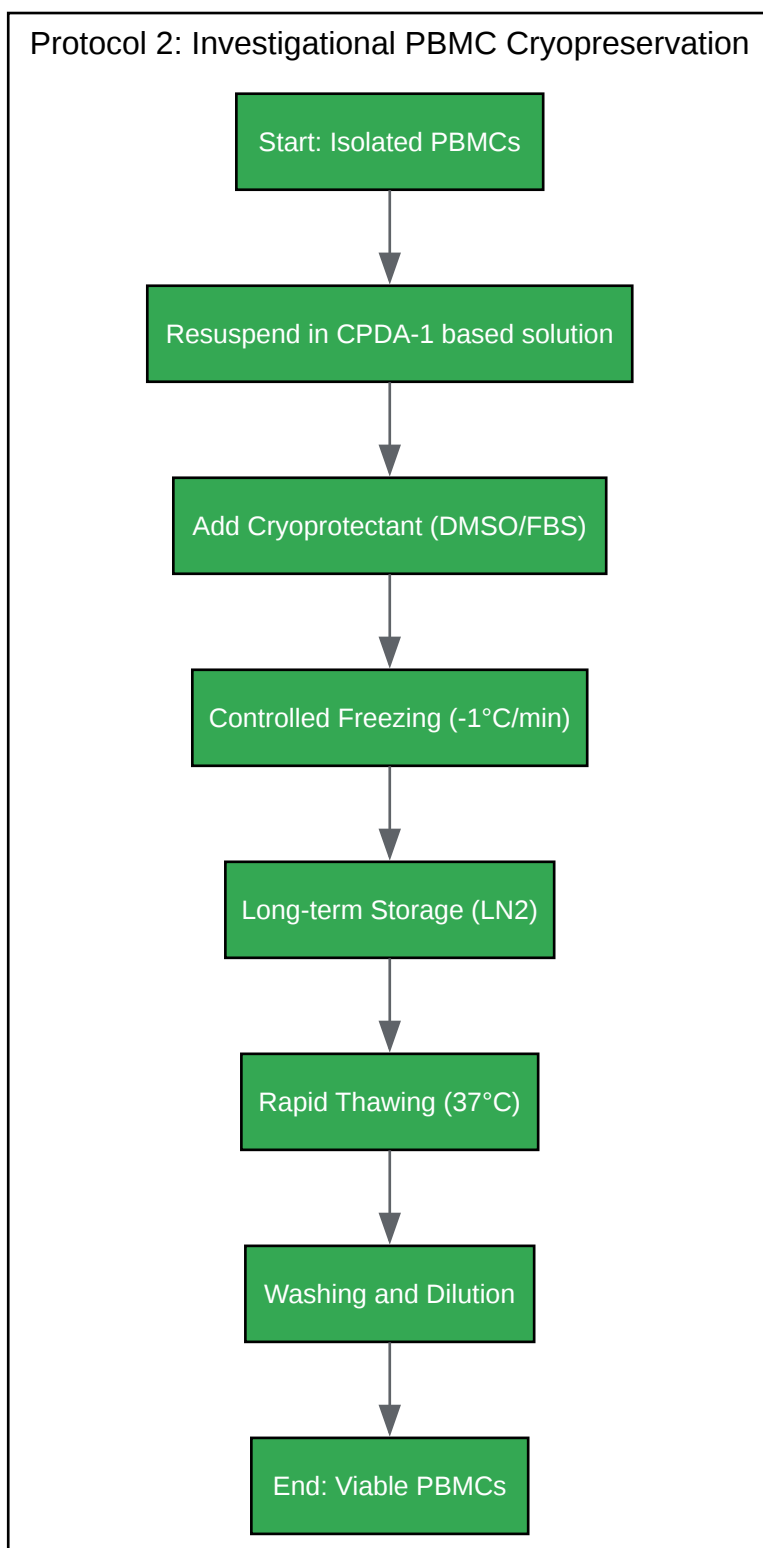 Protocol 2: Investigational PBMC Cryopreservation
Start: Isolated PBMCs
Resuspend in CPDA-1 based solution
Add Cryoprotectant (DMSO/FBS)
Controlled Freezing (-1°C/min)
Long-term Storage (LN2)
Rapid Thawing (37°C)
Washing and Dilution
End: Viable PBMCs